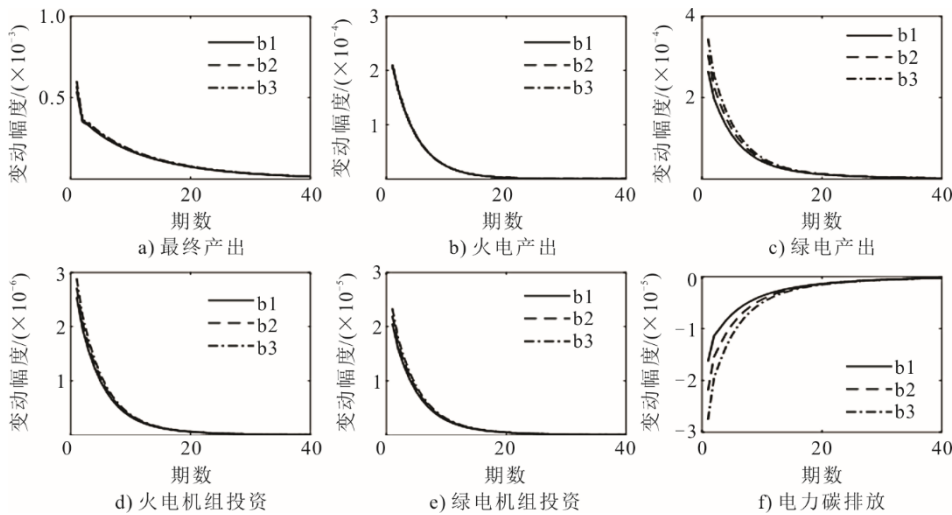 变动幅度/(×10⁻³)
1.0
0.5
0
20
40
b1
b2
b3
期数
a) 最终产出
变动幅度/(×10⁻⁴)
3
2
1
0
20
40
b1
b2
b3
期数
b) 火电产出
变动幅度/(×10⁻⁴)
4
2
0
20
40
b1
b2
b3
期数
c) 绿电产出
变动幅度/(×10⁻⁶)
3
2
1
0
20
40
b1
b2
b3
期数
d) 火电机组投资
变动幅度/(×10⁻⁵)
3
2
1
0
20
40
b1
b2
b3
期数
e) 绿电机组投资
变动幅度/(×10⁻⁵)
0
−1
−2
−3
0
20
40
b1
b2
b3
期数
f) 电力碳排放